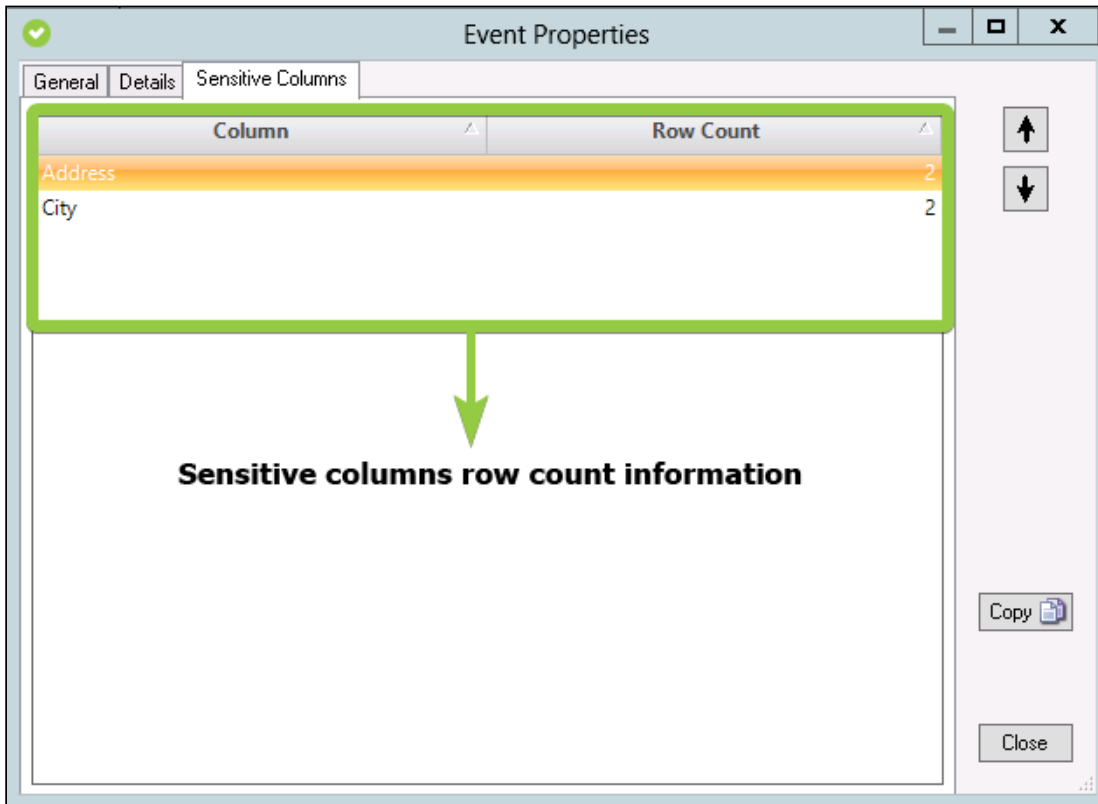 Event Properties
X
General Details Sensitive Columns
Column Row Count
Address 2
City 2
Sensitive columns row count information
Copy
Close